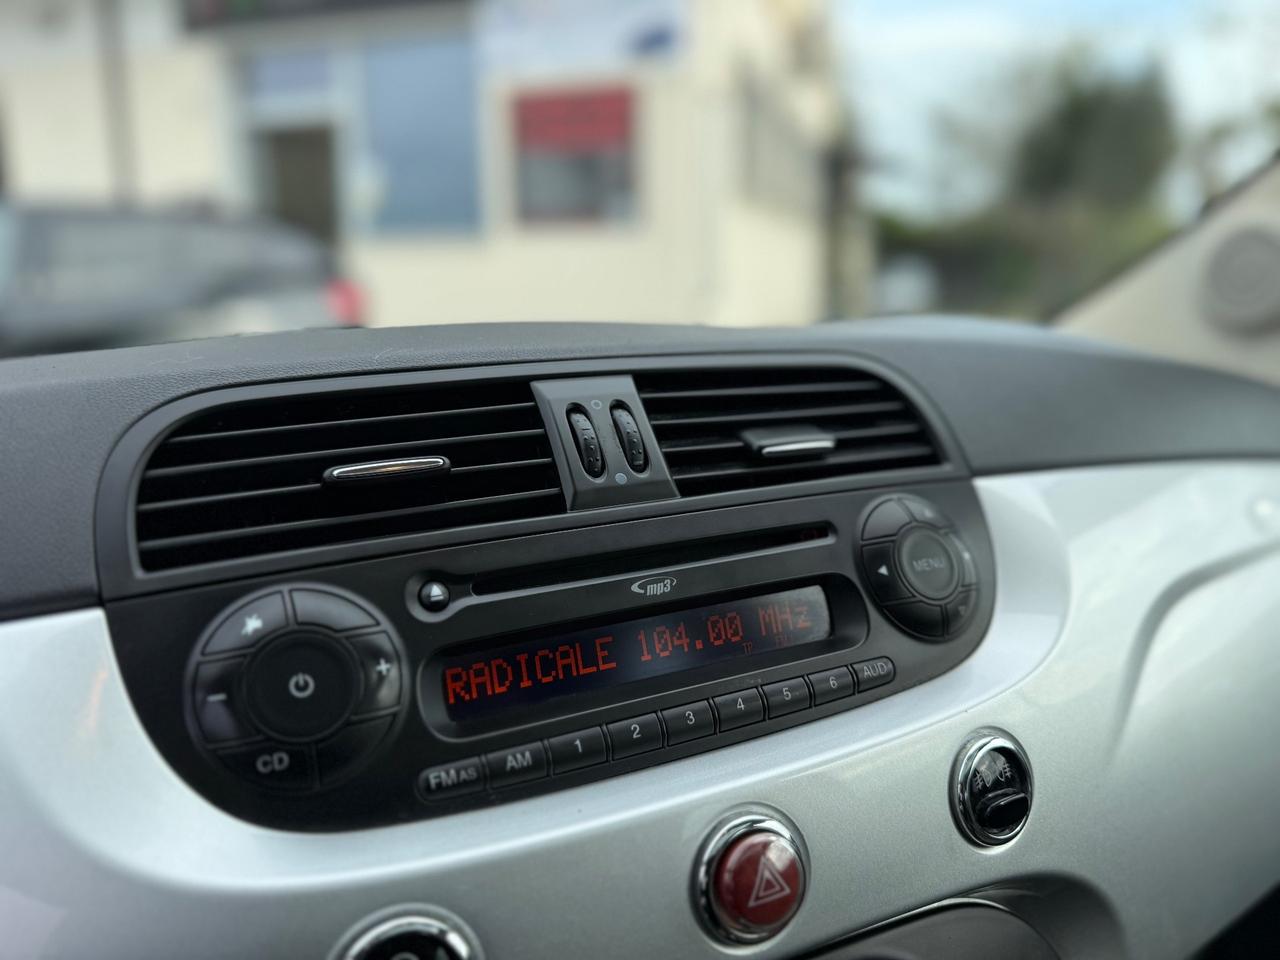 mp3
MENU
RADICALE 104.00 MHz
TP
+
-
CD
FM AS
AM
1
2
3
4
5
6
AUD